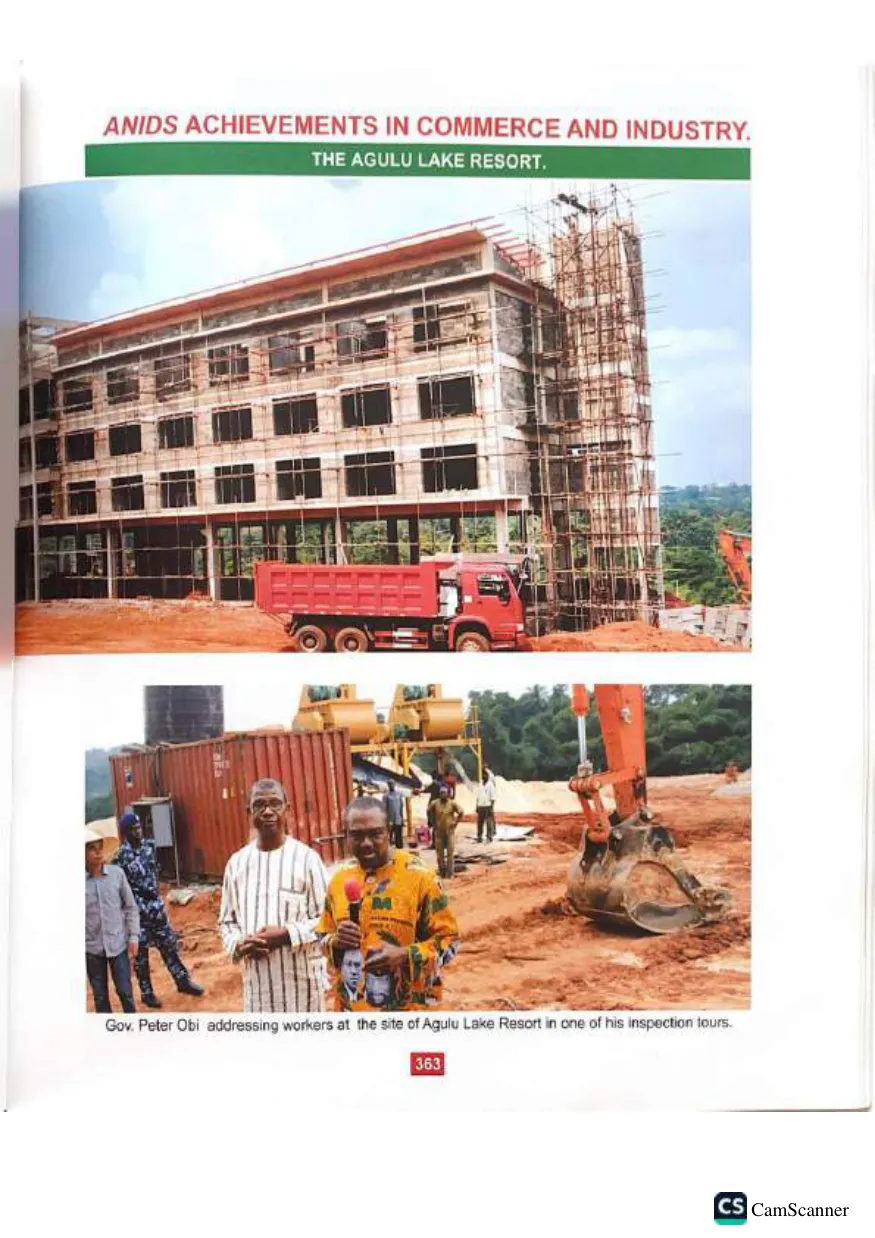 ANIDS ACHIEVEMENTS IN COMMERCE AND INDUSTRY.
THE AGULU LAKE RESORT.
Gov. Peter Obi addressing workers at the site of Agulu Lake Resort in one of his inspection tours.
363
CS CamScanner